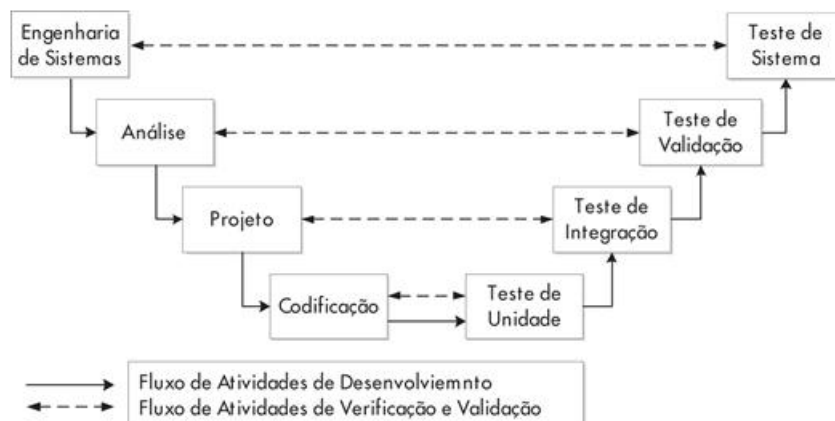 Engenharia
de Sistemas
Teste de
Sistema
Análise
Teste de
Validação
Projeto
Teste de
Integração
Codificação
Teste de
Unidade
Fluxo de Atividades de Desenvolviemnto
Fluxo de Atividades de Verificação e Validação